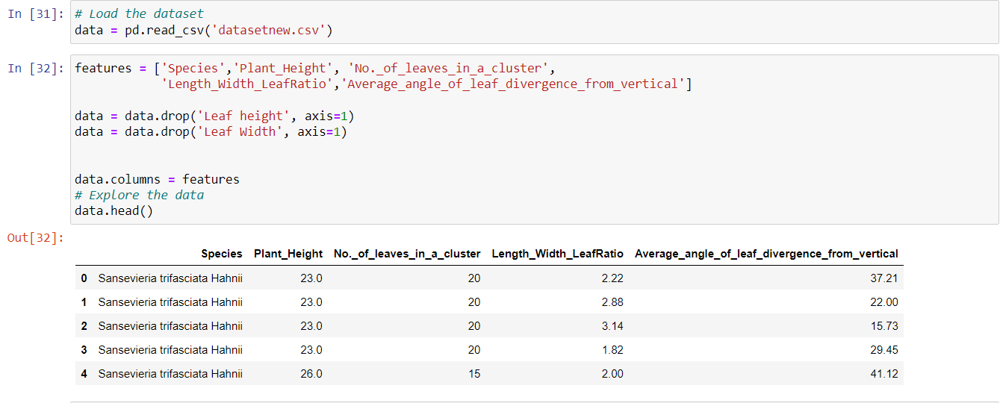 In [31]: # Load the dataset
data = pd.read_csv('datasetnew.csv')
In [32]: features = ['Species','Plant_Height', 'No._of_leaves_in_a_cluster',
'Length_Width_LeafRatio','Average_angle_of_leaf_divergence_from_vertical']
data = data.drop('Leaf height', axis=1)
data = data.drop('Leaf Width', axis=1)
data.columns = features
# Explore the data
data.head()
Out[32]:
Species Plant_Height No._of_leaves_in_a_cluster Length_Width_LeafRatio Average_angle_of_leaf_divergence_from_vertical
0 Sansevieria trifasciata Hahnii 23.0 20 2.22 37.21
1 Sansevieria trifasciata Hahnii 23.0 20 2.88 22.00
2 Sansevieria trifasciata Hahnii 23.0 20 3.14 15.73
3 Sansevieria trifasciata Hahnii 23.0 20 1.82 29.45
4 Sansevieria trifasciata Hahnii 26.0 15 2.00 41.12